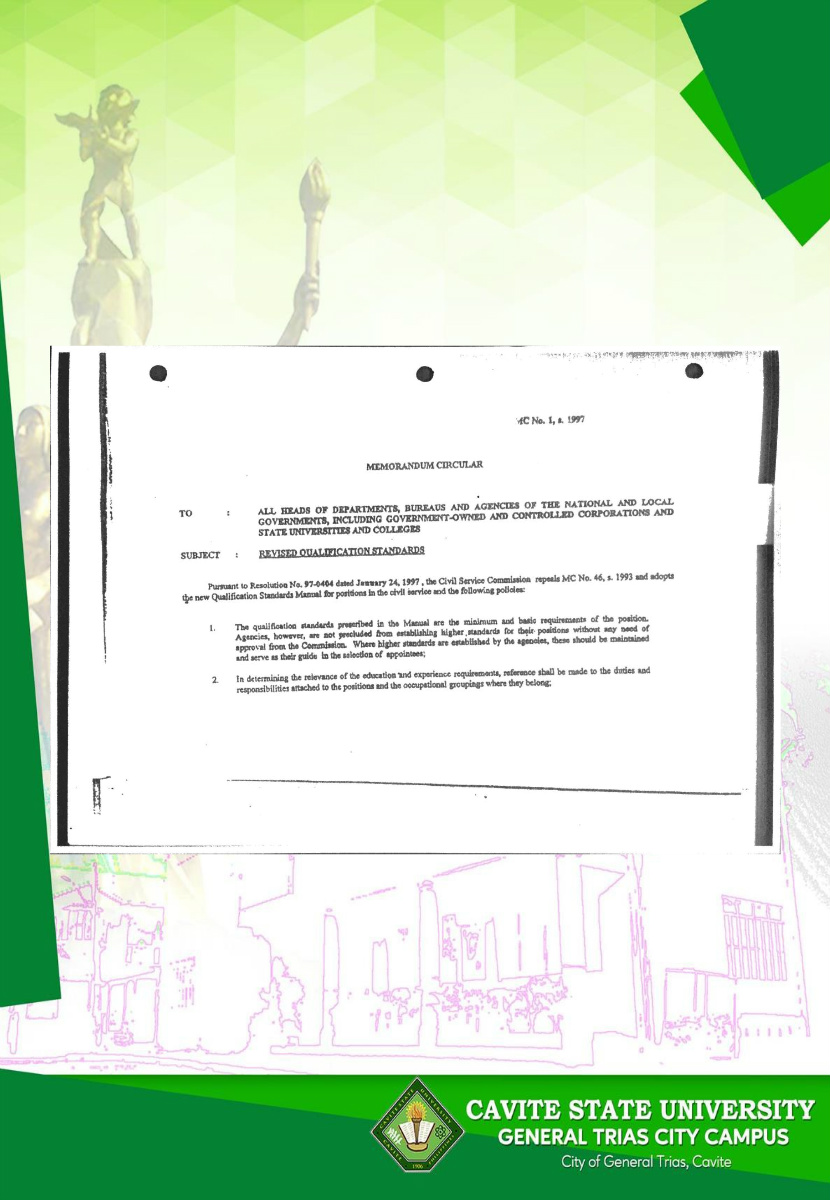 MC No. 1, s. 1997
MEMORANDUM CIRCULAR
TO : ALL HEADS OF DEPARTMENTS, BUREAUS AND AGENCIES OF THE NATIONAL AND LOCAL
GOVERNMENTS, INCLUDING GOVERNMENT-OWNED AND CONTROLLED CORPORATIONS AND
STATE UNIVERSITIES AND COLLEGES
SUBJECT : REVISED QUALIFICATION STANDARDS
Pursuant to Resolution No. 97-0404 dated January 24, 1997 , the Civil Service Commission repeals MC No. 46, s. 1993 and adopts
the new Qualification Standards Manual for positions in the civil service and the following policies:
1. The qualification standards prescribed in the Manual are the minimum and basic requirements of the position.
Agencies, however, are not precluded from establishing higher standards for their positions without any need of
approval from the Commission. Where higher standards are established by the agencies, these should be maintained
and serve as their guide in the selection of appointees;
2. In determining the relevance of the education and experience requirements, reference shall be made to the duties and
responsibilities attached to the positions and the occupational groupings where they belong;
CAVITE STATE UNIVERSITY
CAVITE
PHILIPPINES
1906
CAVITE STATE UNIVERSITY
GENERAL TRIAS CITY CAMPUS
City of General Trias, Cavite